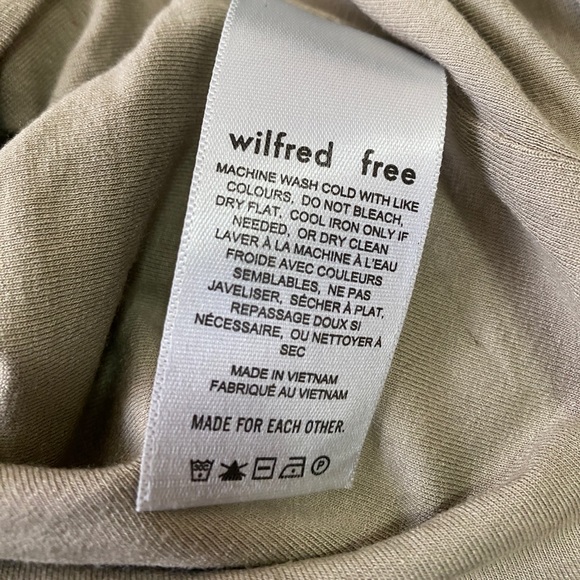 wilfred free
MACHINE WASH COLD WITH LIKE
COLOURS, DO NOT BLEACH,
DRY FLAT. COOL IRON ONLY IF
NEEDED, OR DRY CLEAN
LAVER À LA MACHINE À L'EAU
FROIDE AVEC COULEURS
SEMBLABLES, NE PAS
JAVELISER, SÉCHER À PLAT.
REPASSAGE DOUX SI
NÉCESSAIRE, OU NETTOYER À
SEC
MADE IN VIETNAM
FABRIQUÉ AU VIETNAM
MADE FOR EACH OTHER.
P